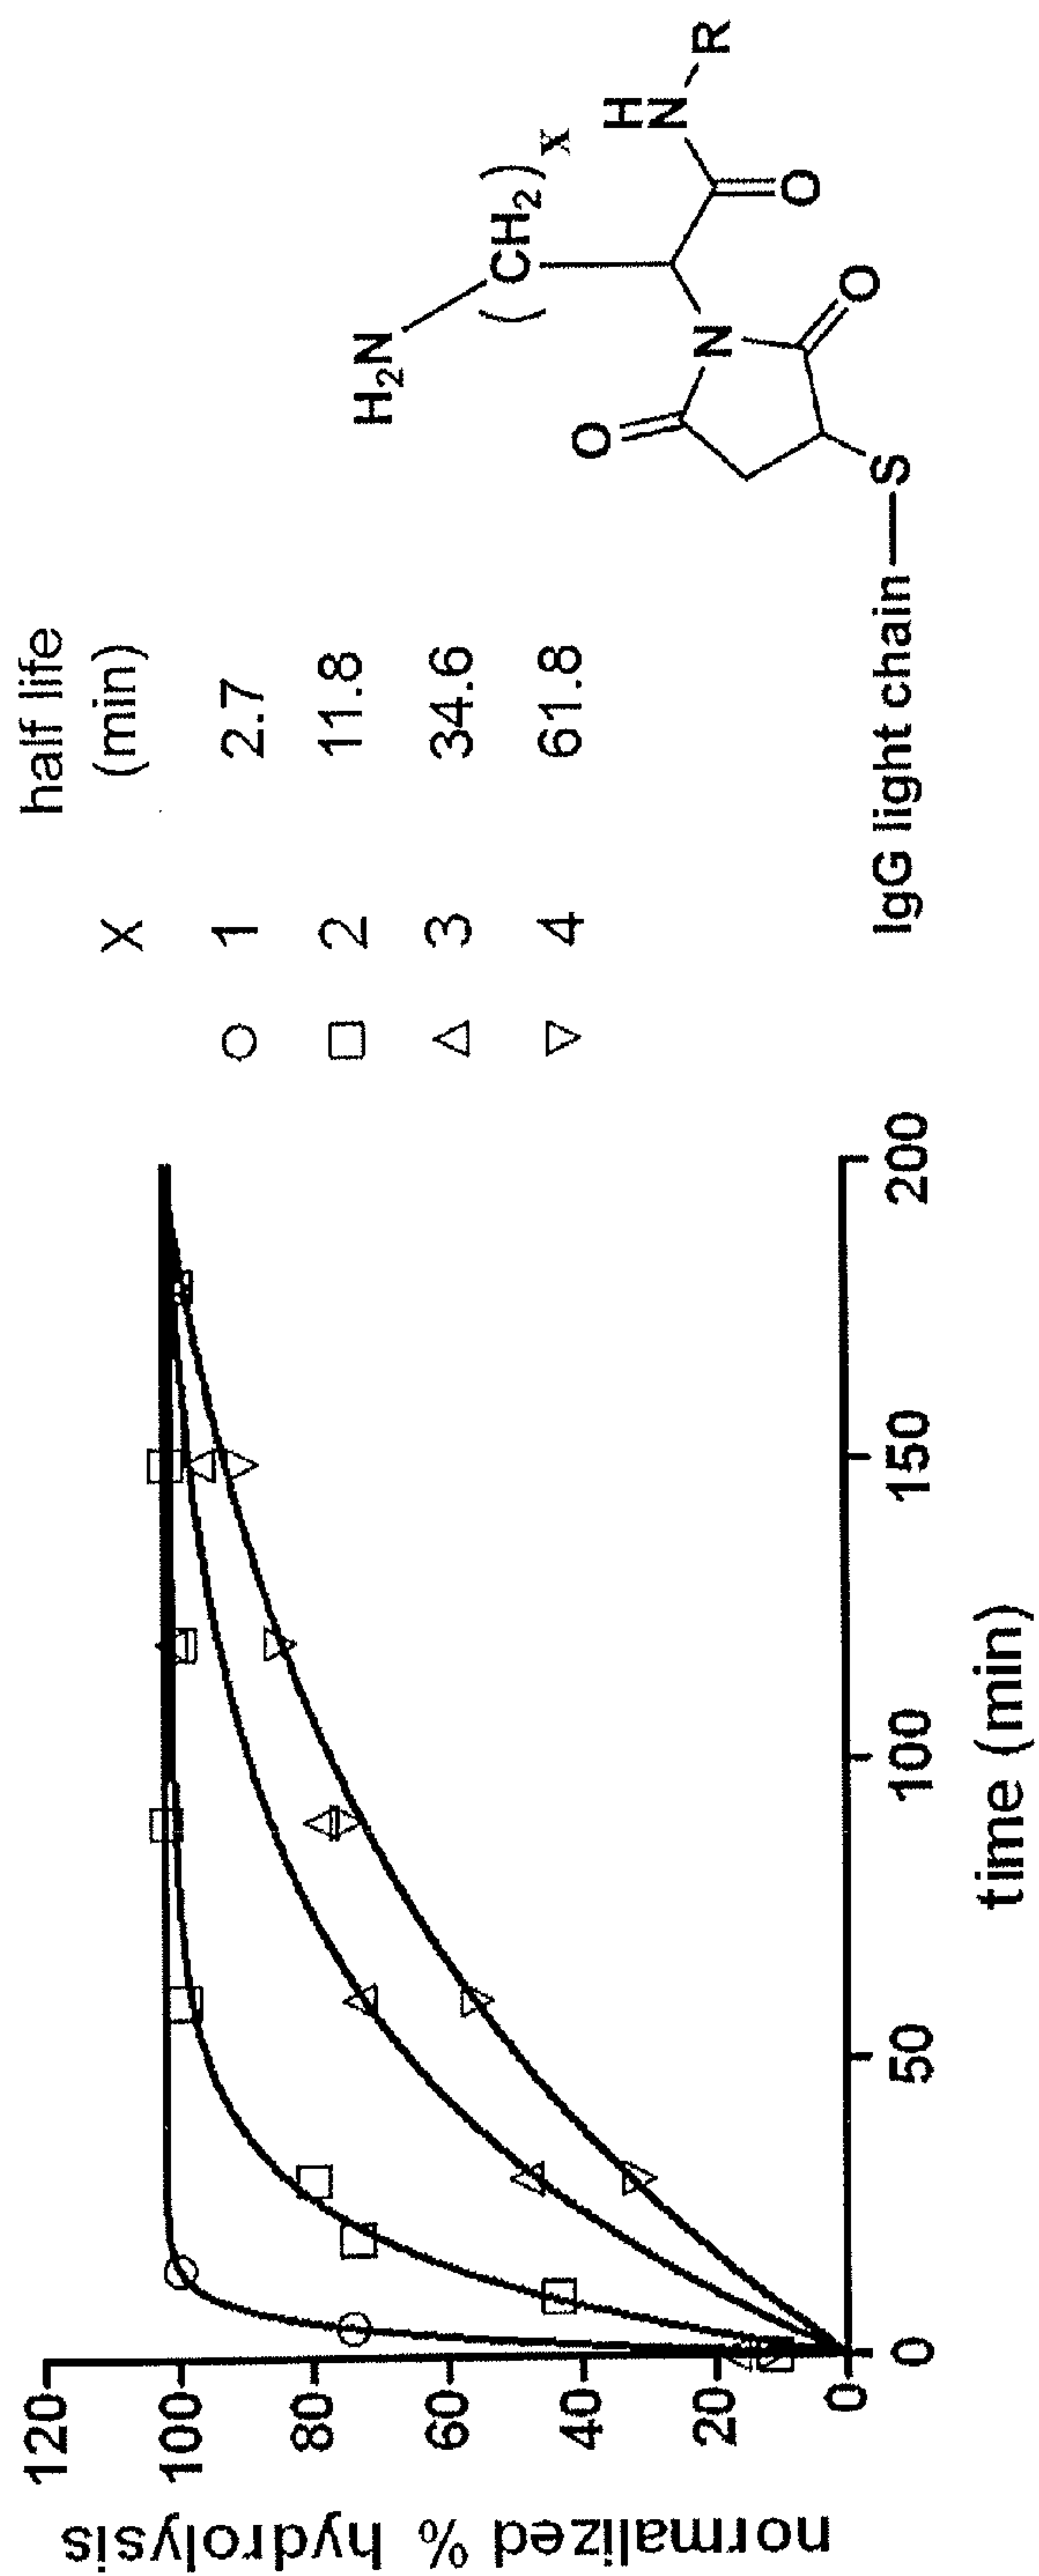 normalized % hydrolysis
120
100
80
60
40
20
0
0 50 100 150 200
time (min)
half life
X (min)
1 2.7
2 11.8
3 34.6
4 61.8
H₂N
(CH₂)x
H
N
R
O
N
O
O
IgG light chain—S